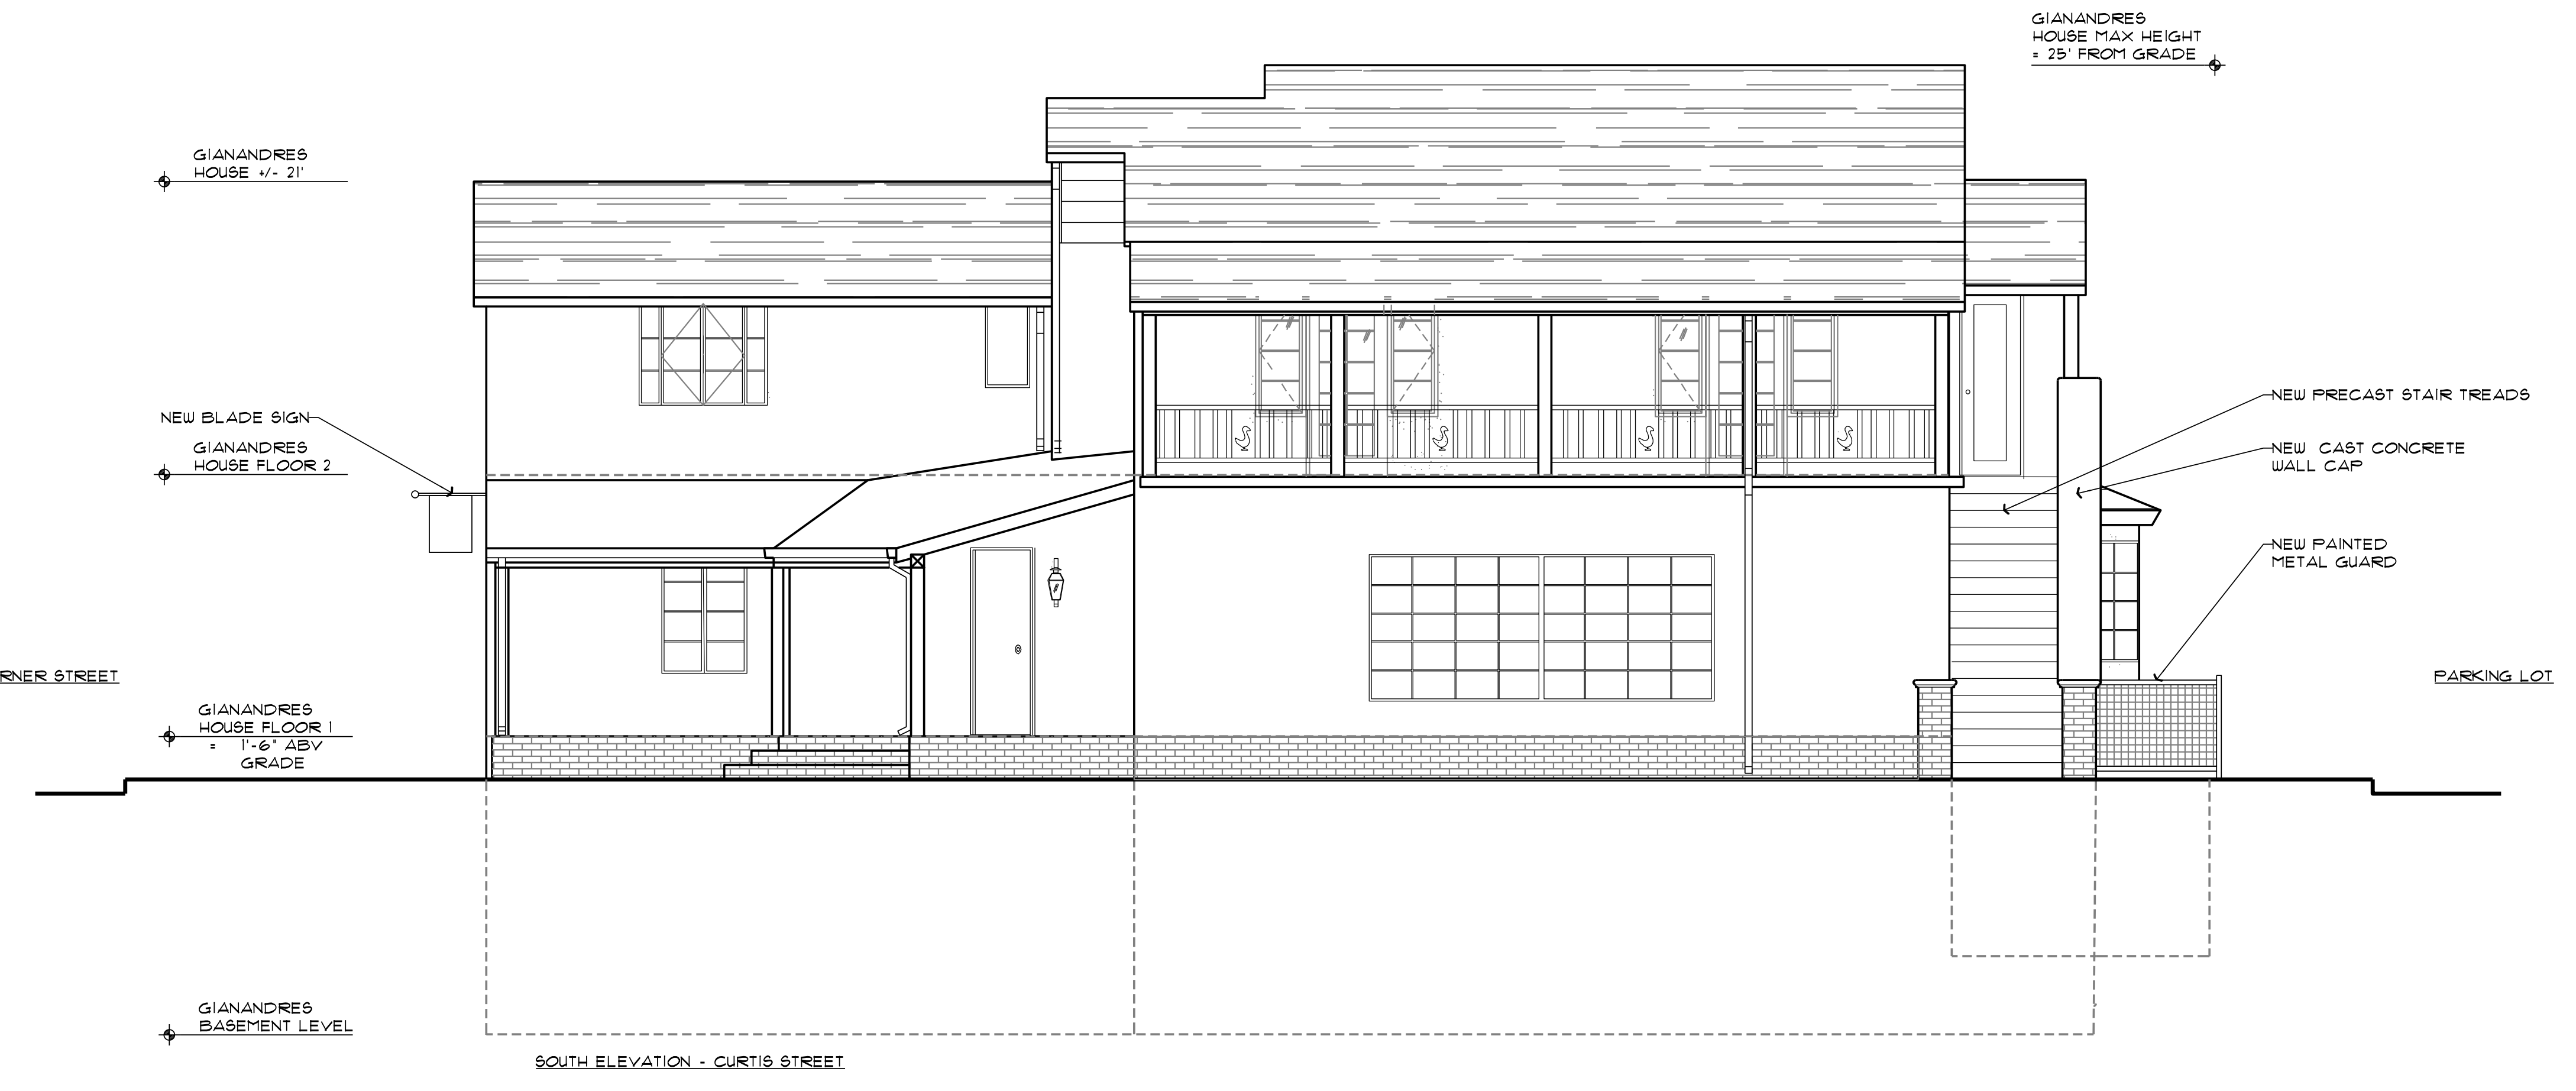 GIANANDRES
HOUSE MAX HEIGHT
= 25' FROM GRADE
GIANANDRES
HOUSE +/- 21'
NEW BLADE SIGN
GIANANDRES
HOUSE FLOOR 2
NEW PRECAST STAIR TREADS
NEW CAST CONCRETE
WALL CAP
NEW PAINTED
METAL GUARD
RNER STREET
PARKING LOT
GIANANDRES
HOUSE FLOOR 1
= 1'-6" ABV
GRADE
GIANANDRES
BASEMENT LEVEL
SOUTH ELEVATION - CURTIS STREET